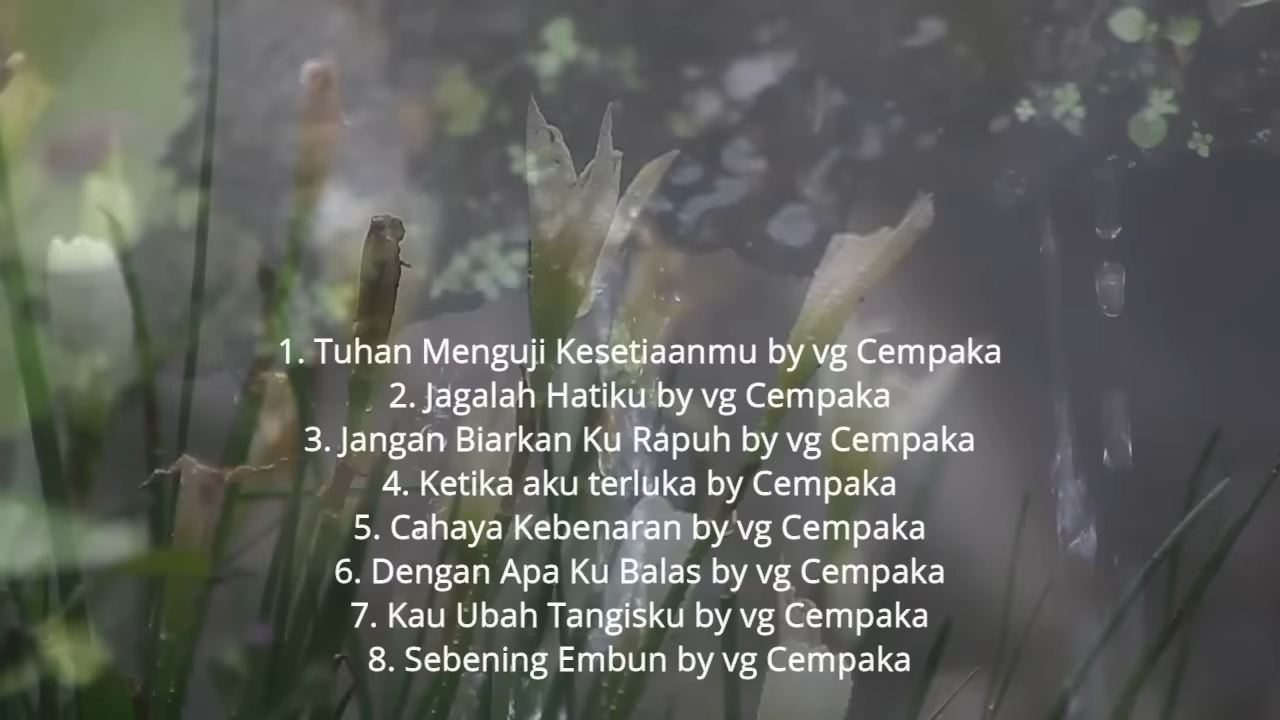 1. Tuhan Menguji Kesetiaanmu by vg Cempaka
2. Jagalah Hatiku by vg Cempaka
3. Jangan Biarkan Ku Rapuh by vg Cempaka
4. Ketika aku terluka by Cempaka
5. Cahaya Kebenaran by vg Cempaka
6. Dengan Apa Ku Balas by vg Cempaka
7. Kau Ubah Tangisku by vg Cempaka
8. Sebening Embun by vg Cempaka